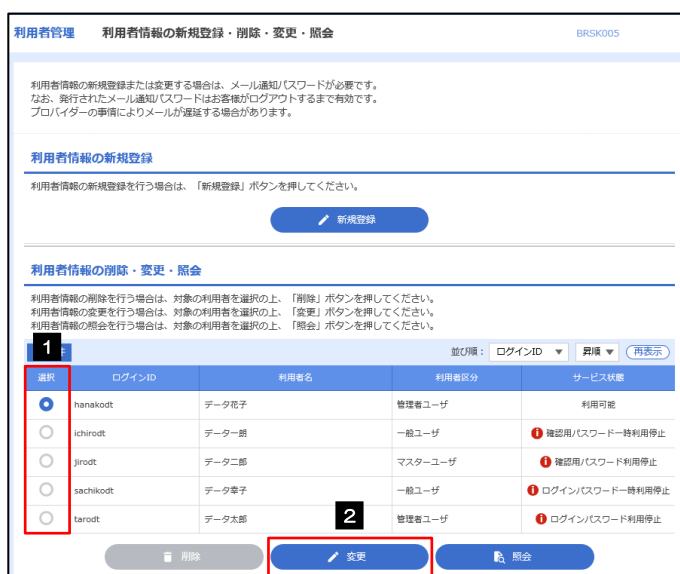 利用者管理 利用者情報の新規登録・削除・変更・照会 BRSK005
利用者情報の新規登録または変更する場合は、メール通知パスワードが必要です。
なお、発行されたメール通知パスワードはお客様がログアウトするまで有効です。
プロバイダーの事情によりメールが遅延する場合があります。
利用者情報の新規登録
利用者情報の新規登録を行う場合は、「新規登録」ボタンを押してください。
新規登録
利用者情報の削除・変更・照会
利用者情報の削除を行う場合は、対象の利用者を選択の上、「削除」ボタンを押してください。
利用者情報の変更を行う場合は、対象の利用者を選択の上、「変更」ボタンを押してください。
利用者情報の照会を行う場合は、対象の利用者を選択の上、「照会」ボタンを押してください。
1 並び順： ログインID 昇順 再表示
選択 ログインID 利用者名 利用者区分 サービス状態
hanakodt データ花子 管理者ユーザ 利用可能
ichirodt データ一朗 一般ユーザ 確認用パスワード一時利用停止
jirodt データ二郎 マスターユーザ 確認用パスワード利用停止
sachikodt データ幸子 一般ユーザ ログインパスワード一時利用停止
tarodt データ太郎 管理者ユーザ ログインパスワード利用停止
2
削除 変更 照会